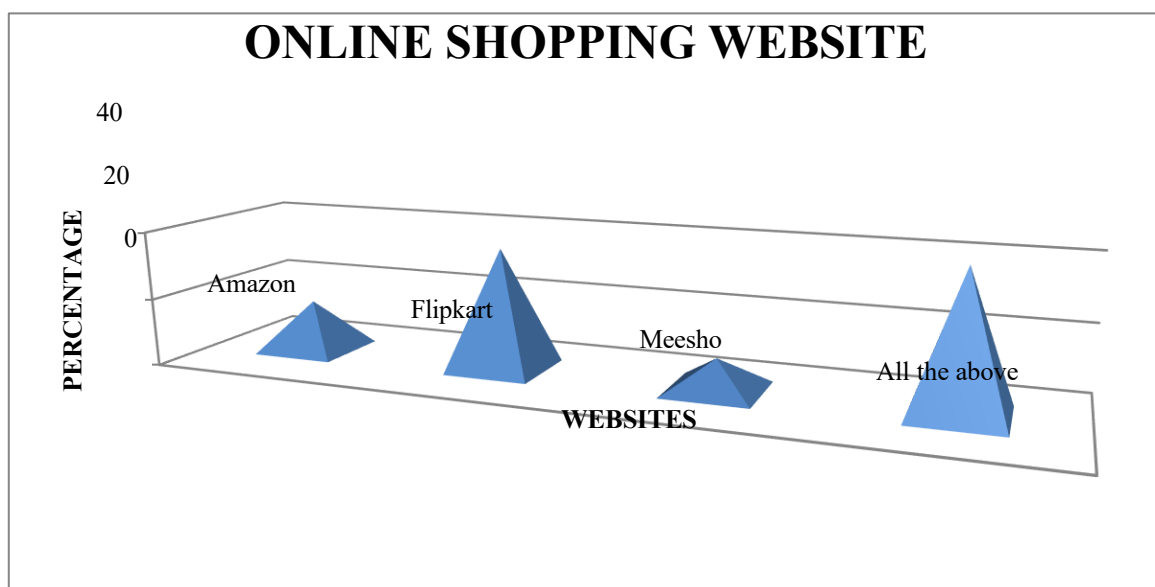 ONLINE SHOPPING WEBSITE
40
20
0
PERCENTAGE
Amazon
Flipkart
Meesho
All the above
WEBSITES